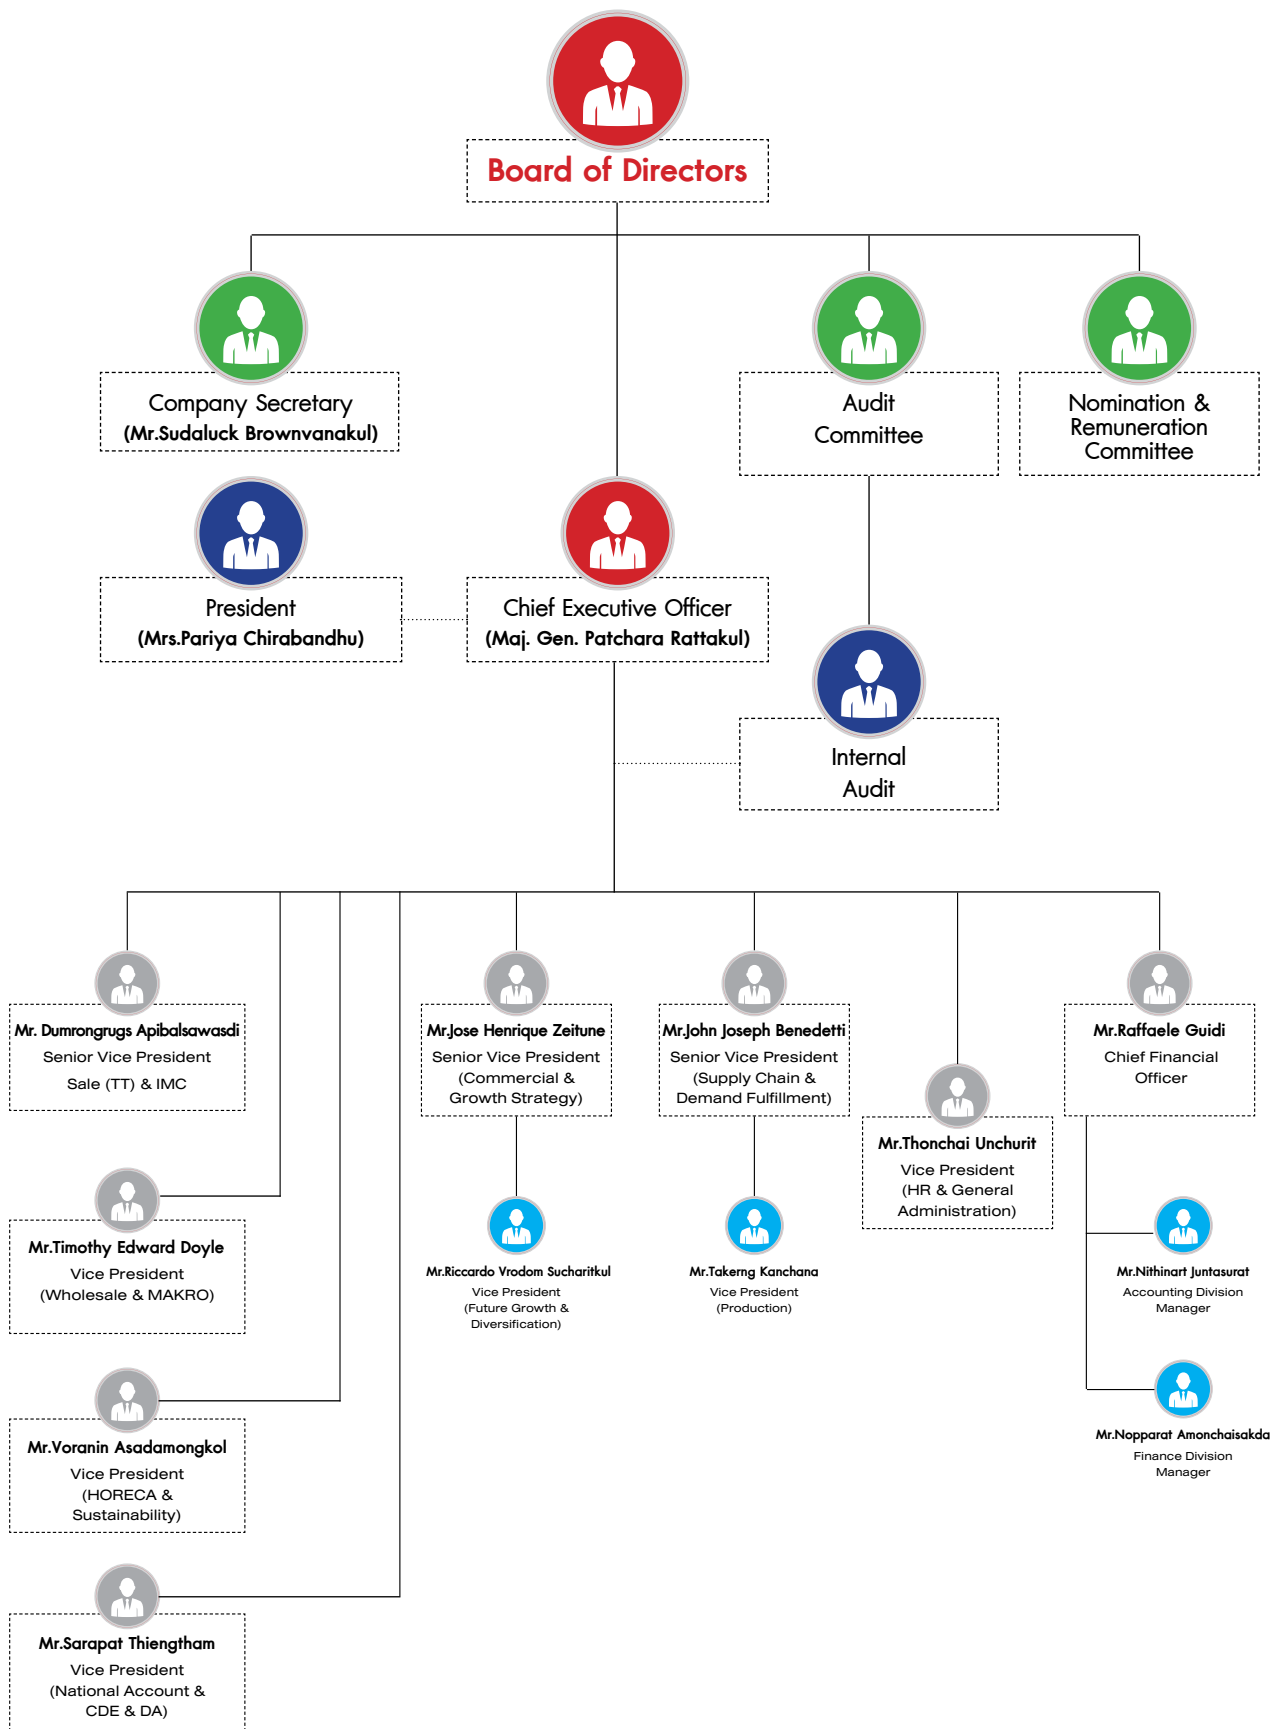 Board of Directors
Company Secretary
(Mr.Sudaluck Brownvanakul)
Audit
Committee
Nomination &
Remuneration
Committee
President
(Mrs.Pariya Chirabandhu)
Chief Executive Officer
(Maj. Gen. Patchara Rattakul)
Internal
Audit
Mr. Dumrongrugs Apibalsawasdi
Senior Vice President
Sale (TT) & IMC
Mr.Jose Henrique Zeitune
Senior Vice President
(Commercial &
Growth Strategy)
Mr.John Joseph Benedetti
Senior Vice President
(Supply Chain &
Demand Fulfillment)
Mr.Thonchai Unchurit
Vice President
(HR & General
Administration)
Mr.Raffaele Guidi
Chief Financial
Officer
Mr.Timothy Edward Doyle
Vice President
(Wholesale & MAKRO)
Mr.Riccardo Vrodom Sucharitkul
Vice President
(Future Growth &
Diversification)
Mr.Takerng Kanchana
Vice President
(Production)
Mr.Nithinart Juntasurat
Accounting Division
Manager
Mr.Voranin Asadamongkol
Vice President
(HORECA &
Sustainability)
Mr.Nopparat Amonchaisakda
Finance Division
Manager
Mr.Sarapat Thiengtham
Vice President
(National Account &
CDE & DA)